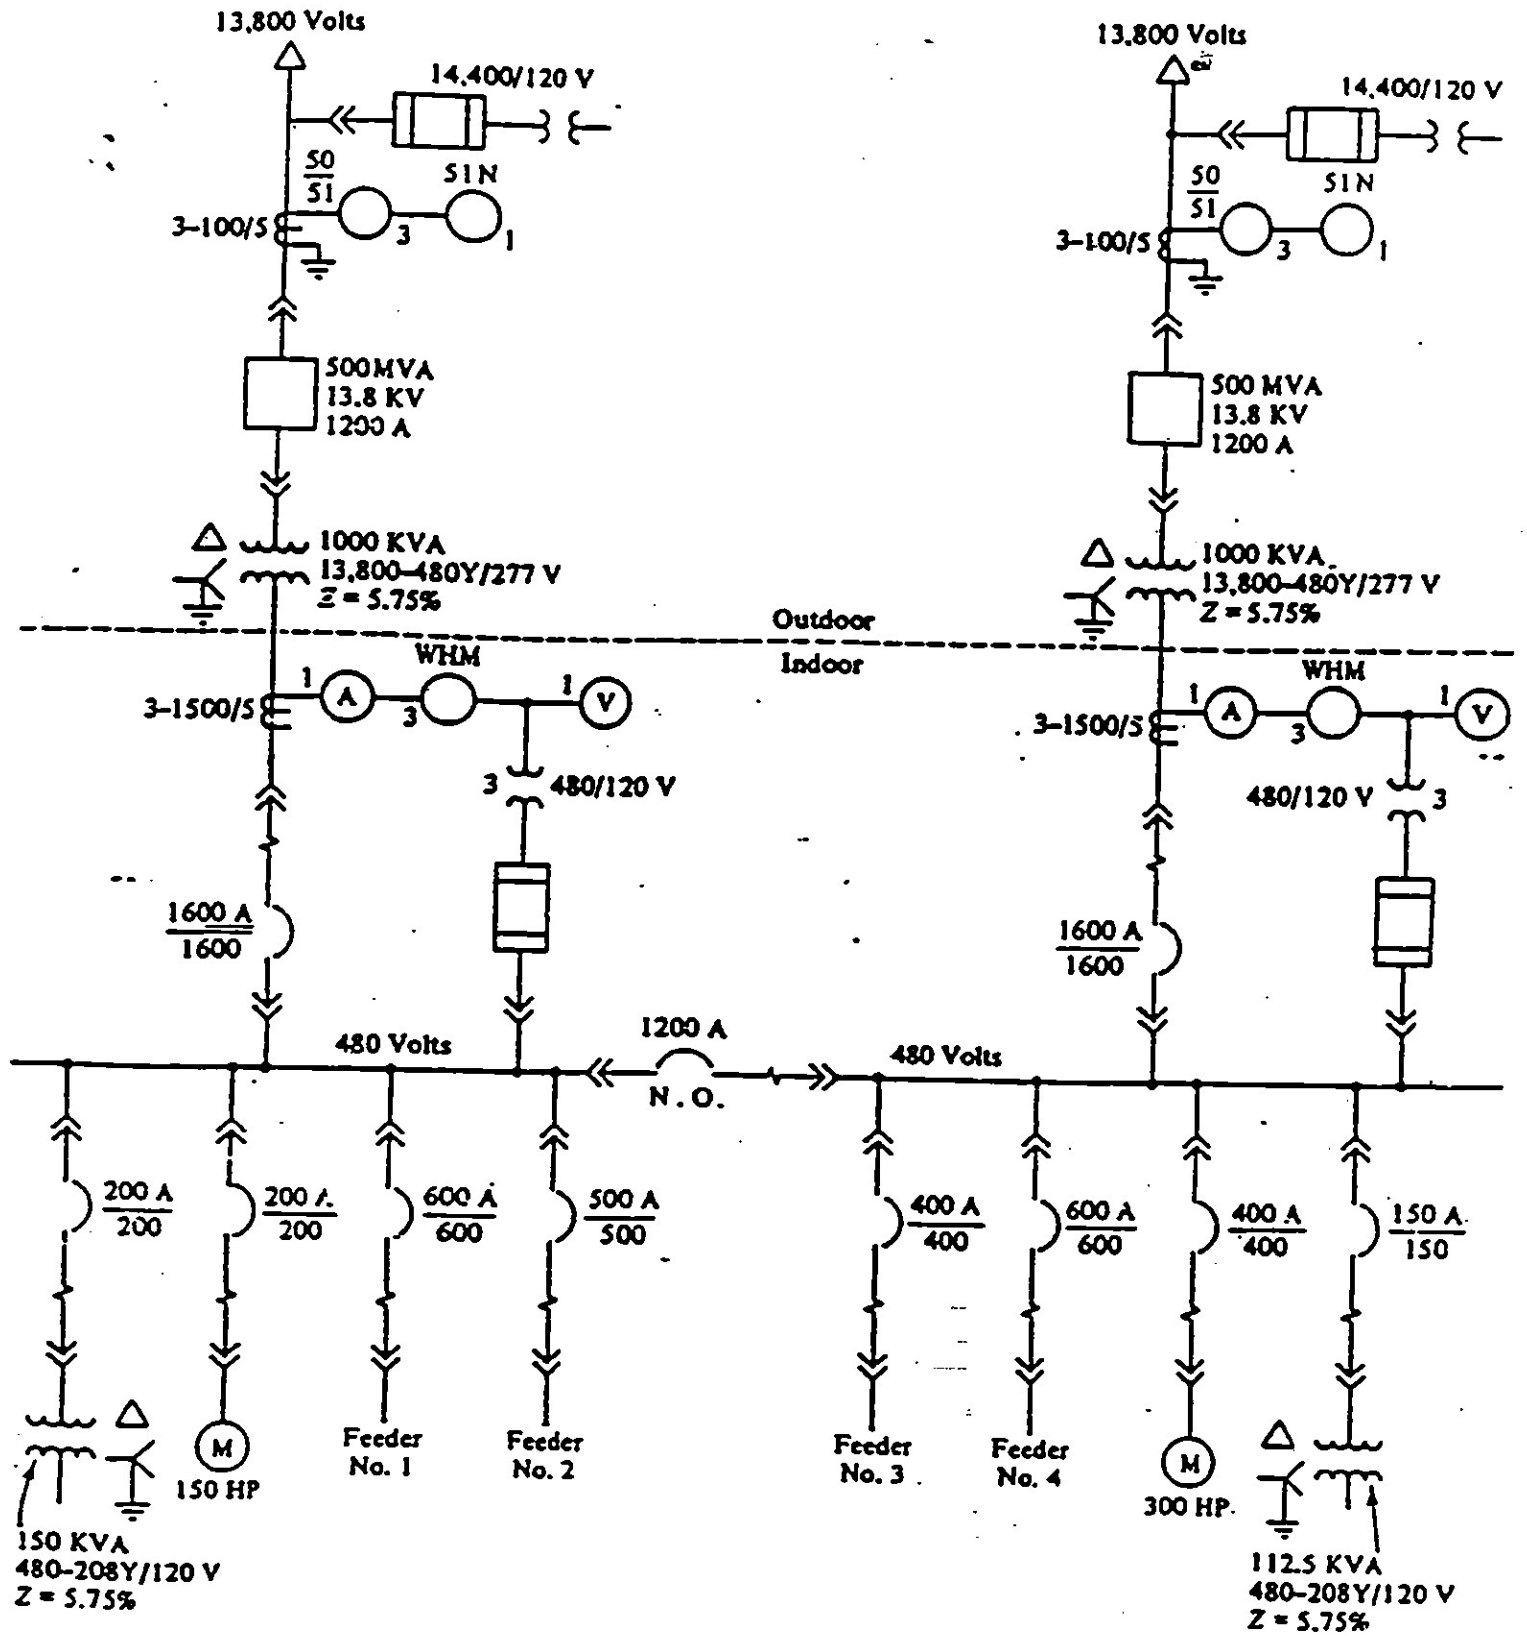 13,800 Volts
14,400/120 V
50
51
51N
3-100/5
3
1
500MVA
13.8 KV
1200 A
1000 KVA
13,800-480Y/277 V
Z = 5.75%
13,800 Volts
14,400/120 V
50
51
51N
3-100/5
3
1
500 MVA
13.8 KV
1200 A
1000 KVA
13,800-480Y/277 V
Z = 5.75%
Outdoor
Indoor
WHM
1
A
3
1
V
3-1500/5
3
480/120 V
1600 A
1600
WHM
1
A
3
1
V
3-1500/5
480/120 V
3
1600 A
1600
480 Volts
1200 A
N.O.
480 Volts
200 A
200
200 A
200
600 A
600
500 A
500
400 A
400
600 A
600
400 A
400
150 A
150
M
150 HP
Feeder
No. 1
Feeder
No. 2
Feeder
No. 3
Feeder
No. 4
M
300 HP
150 KVA
480-208Y/120 V
Z = 5.75%
112.5 KVA
480-208Y/120 V
Z = 5.75%